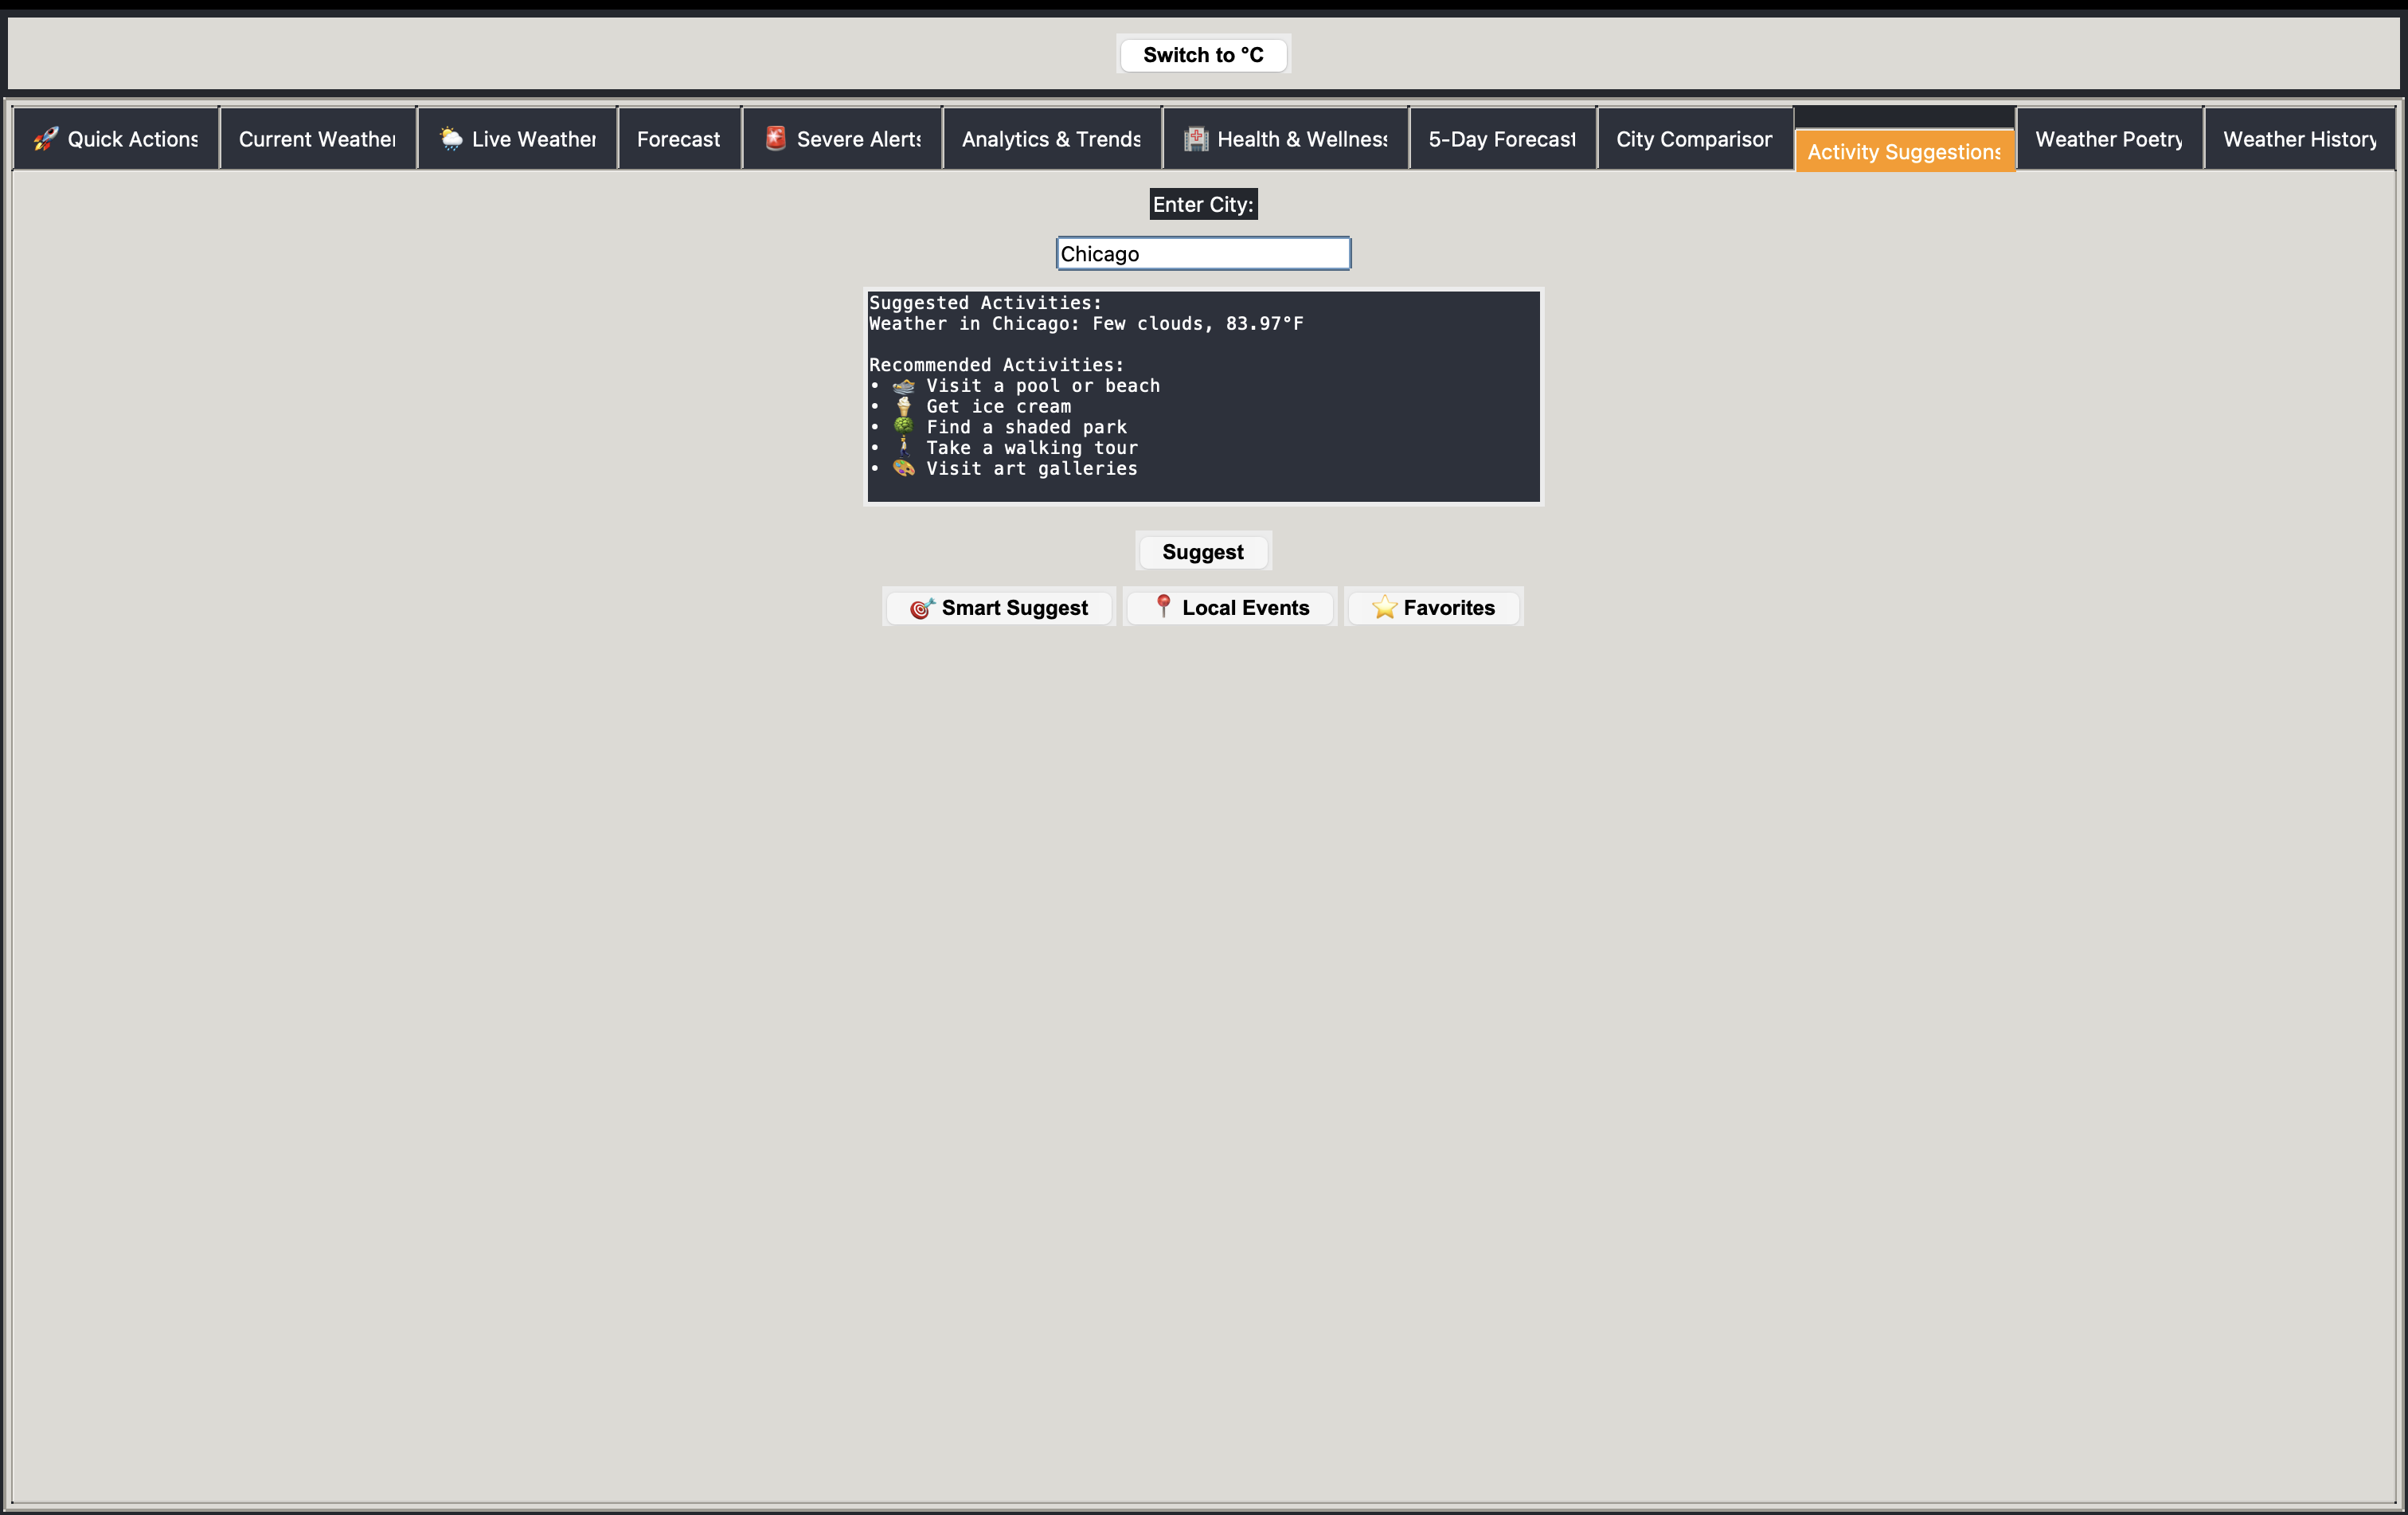 Switch to °C
🚀 Quick Actions Current Weather 🌦 Live Weather Forecast 🚨 Severe Alerts Analytics & Trends 🏥 Health & Wellness 5-Day Forecast City Comparison Activity Suggestions Weather Poetry Weather History
Enter City:
Chicago
Suggested Activities:
Weather in Chicago: Few clouds, 83.97°F
Recommended Activities:
• 🏊 Visit a pool or beach
• 🍦 Get ice cream
• 🌳 Find a shaded park
• 🚶 Take a walking tour
• 🎨 Visit art galleries
Suggest
🎯 Smart Suggest 📍 Local Events ⭐ Favorites